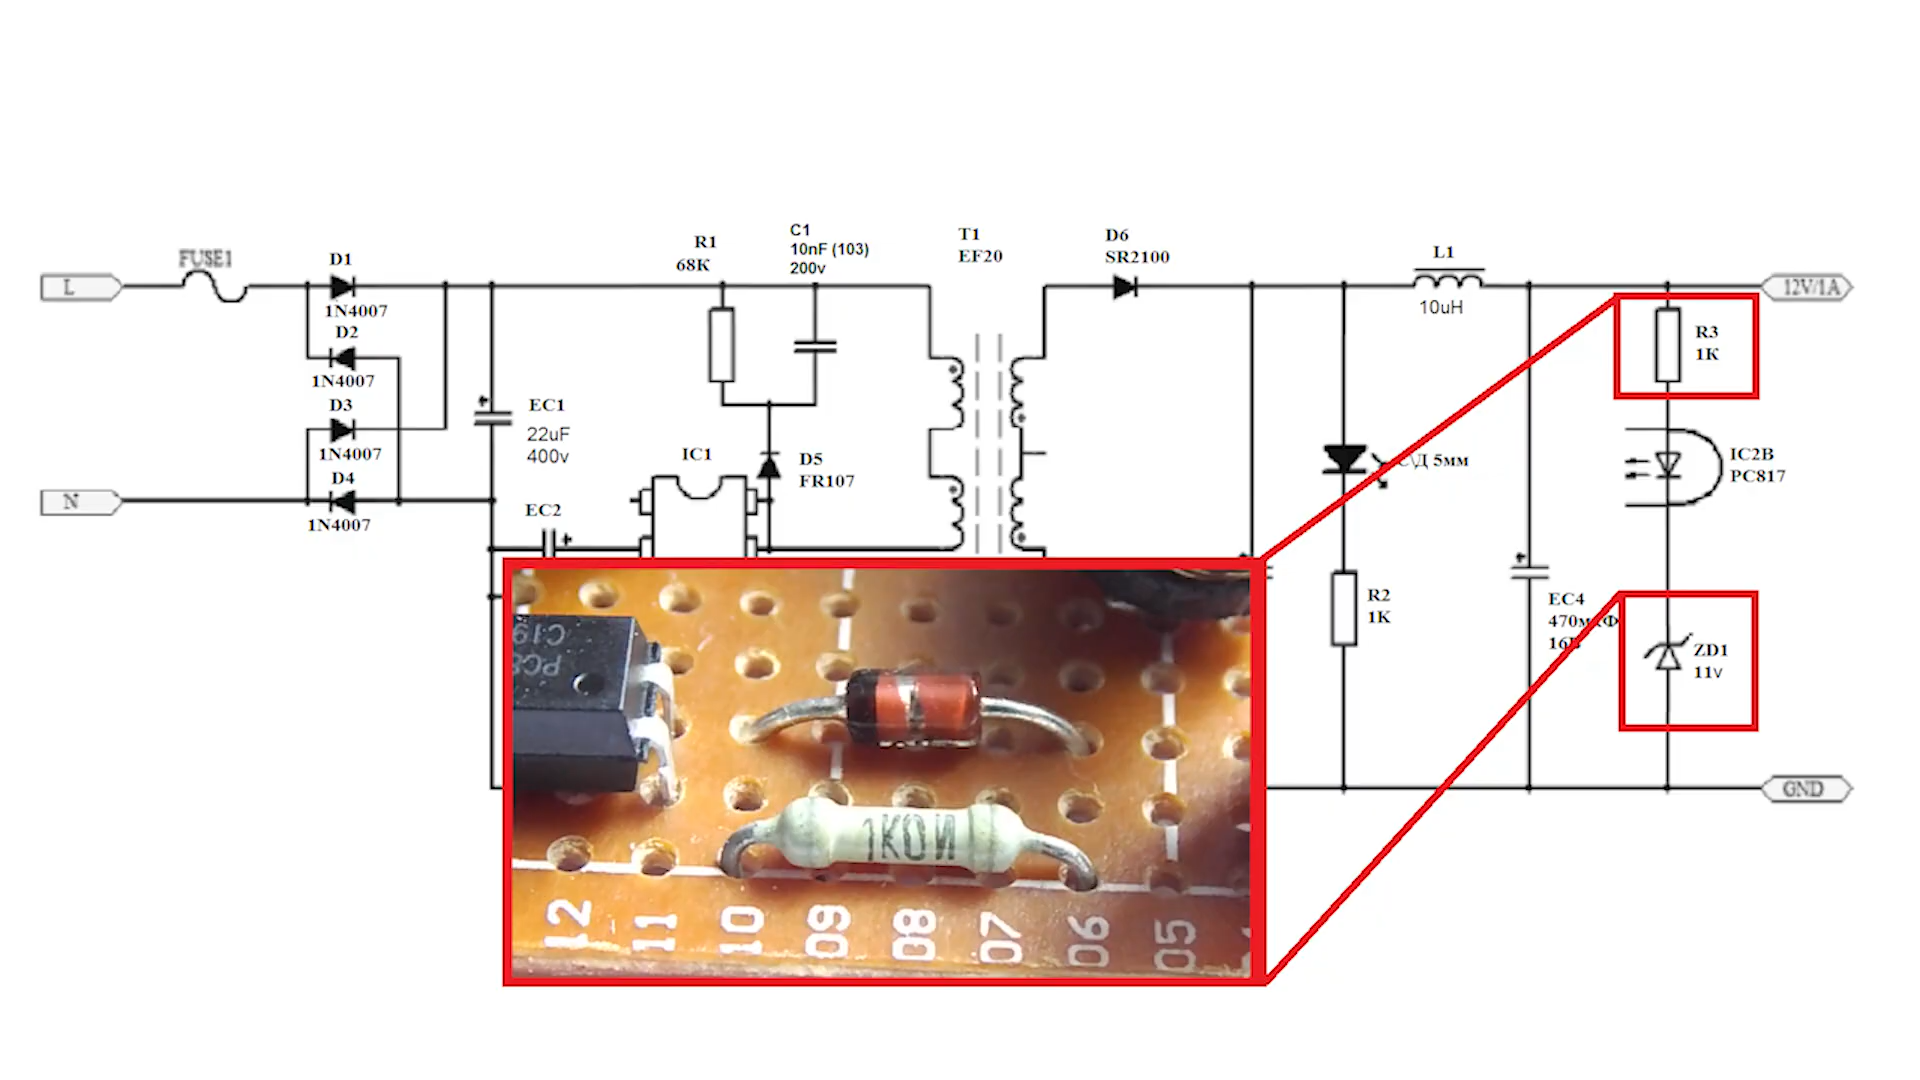 FUSE1
L
N
D1
1N4007
D2
1N4007
D3
1N4007
D4
1N4007
EC1
22uF
400v
EC2
R1
68K
C1
10nF (103)
200v
IC1
D5
FR107
T1
EF20
D6
SR2100
L1
10uH
12V/1A
R3
1K
С\Д 5мм
IC2B
PC817
R2
1K
EC4
470мкФ
ZD1
11v
GND
1K0И
12 11 10 09 08 07 06 05